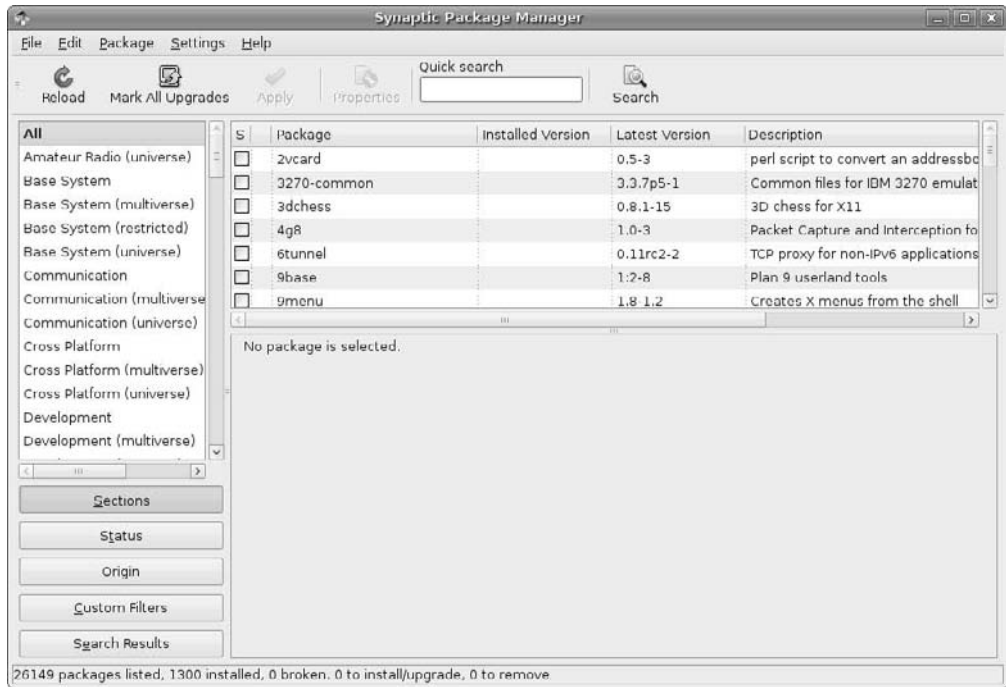 Synaptic Package Manager
File Edit Package Settings Help
Reload Mark All Upgrades Apply Properties Quick search Search
All
Amateur Radio (universe)
Base System
Base System (multiverse)
Base System (restricted)
Base System (universe)
Communication
Communication (multiverse
Communication (universe)
Cross Platform
Cross Platform (multiverse)
Cross Platform (universe)
Development
Development (multiverse)
Sections
Status
Origin
Custom Filters
Search Results
S Package Installed Version Latest Version Description
2vcard 0.5-3 perl script to convert an addressbo
3270-common 3.3.7p5-1 Common files for IBM 3270 emulat
3dchess 0.8.1-15 3D chess for X11
4g8 1.0-3 Packet Capture and Interception fo
6tunnel 0.11rc2-2 TCP proxy for non-IPv6 applications
9base 1:2-8 Plan 9 userland tools
9menu 1.8-1.2 Creates X menus from the shell
No package is selected.
26149 packages listed, 1300 installed, 0 broken. 0 to install/upgrade, 0 to remove